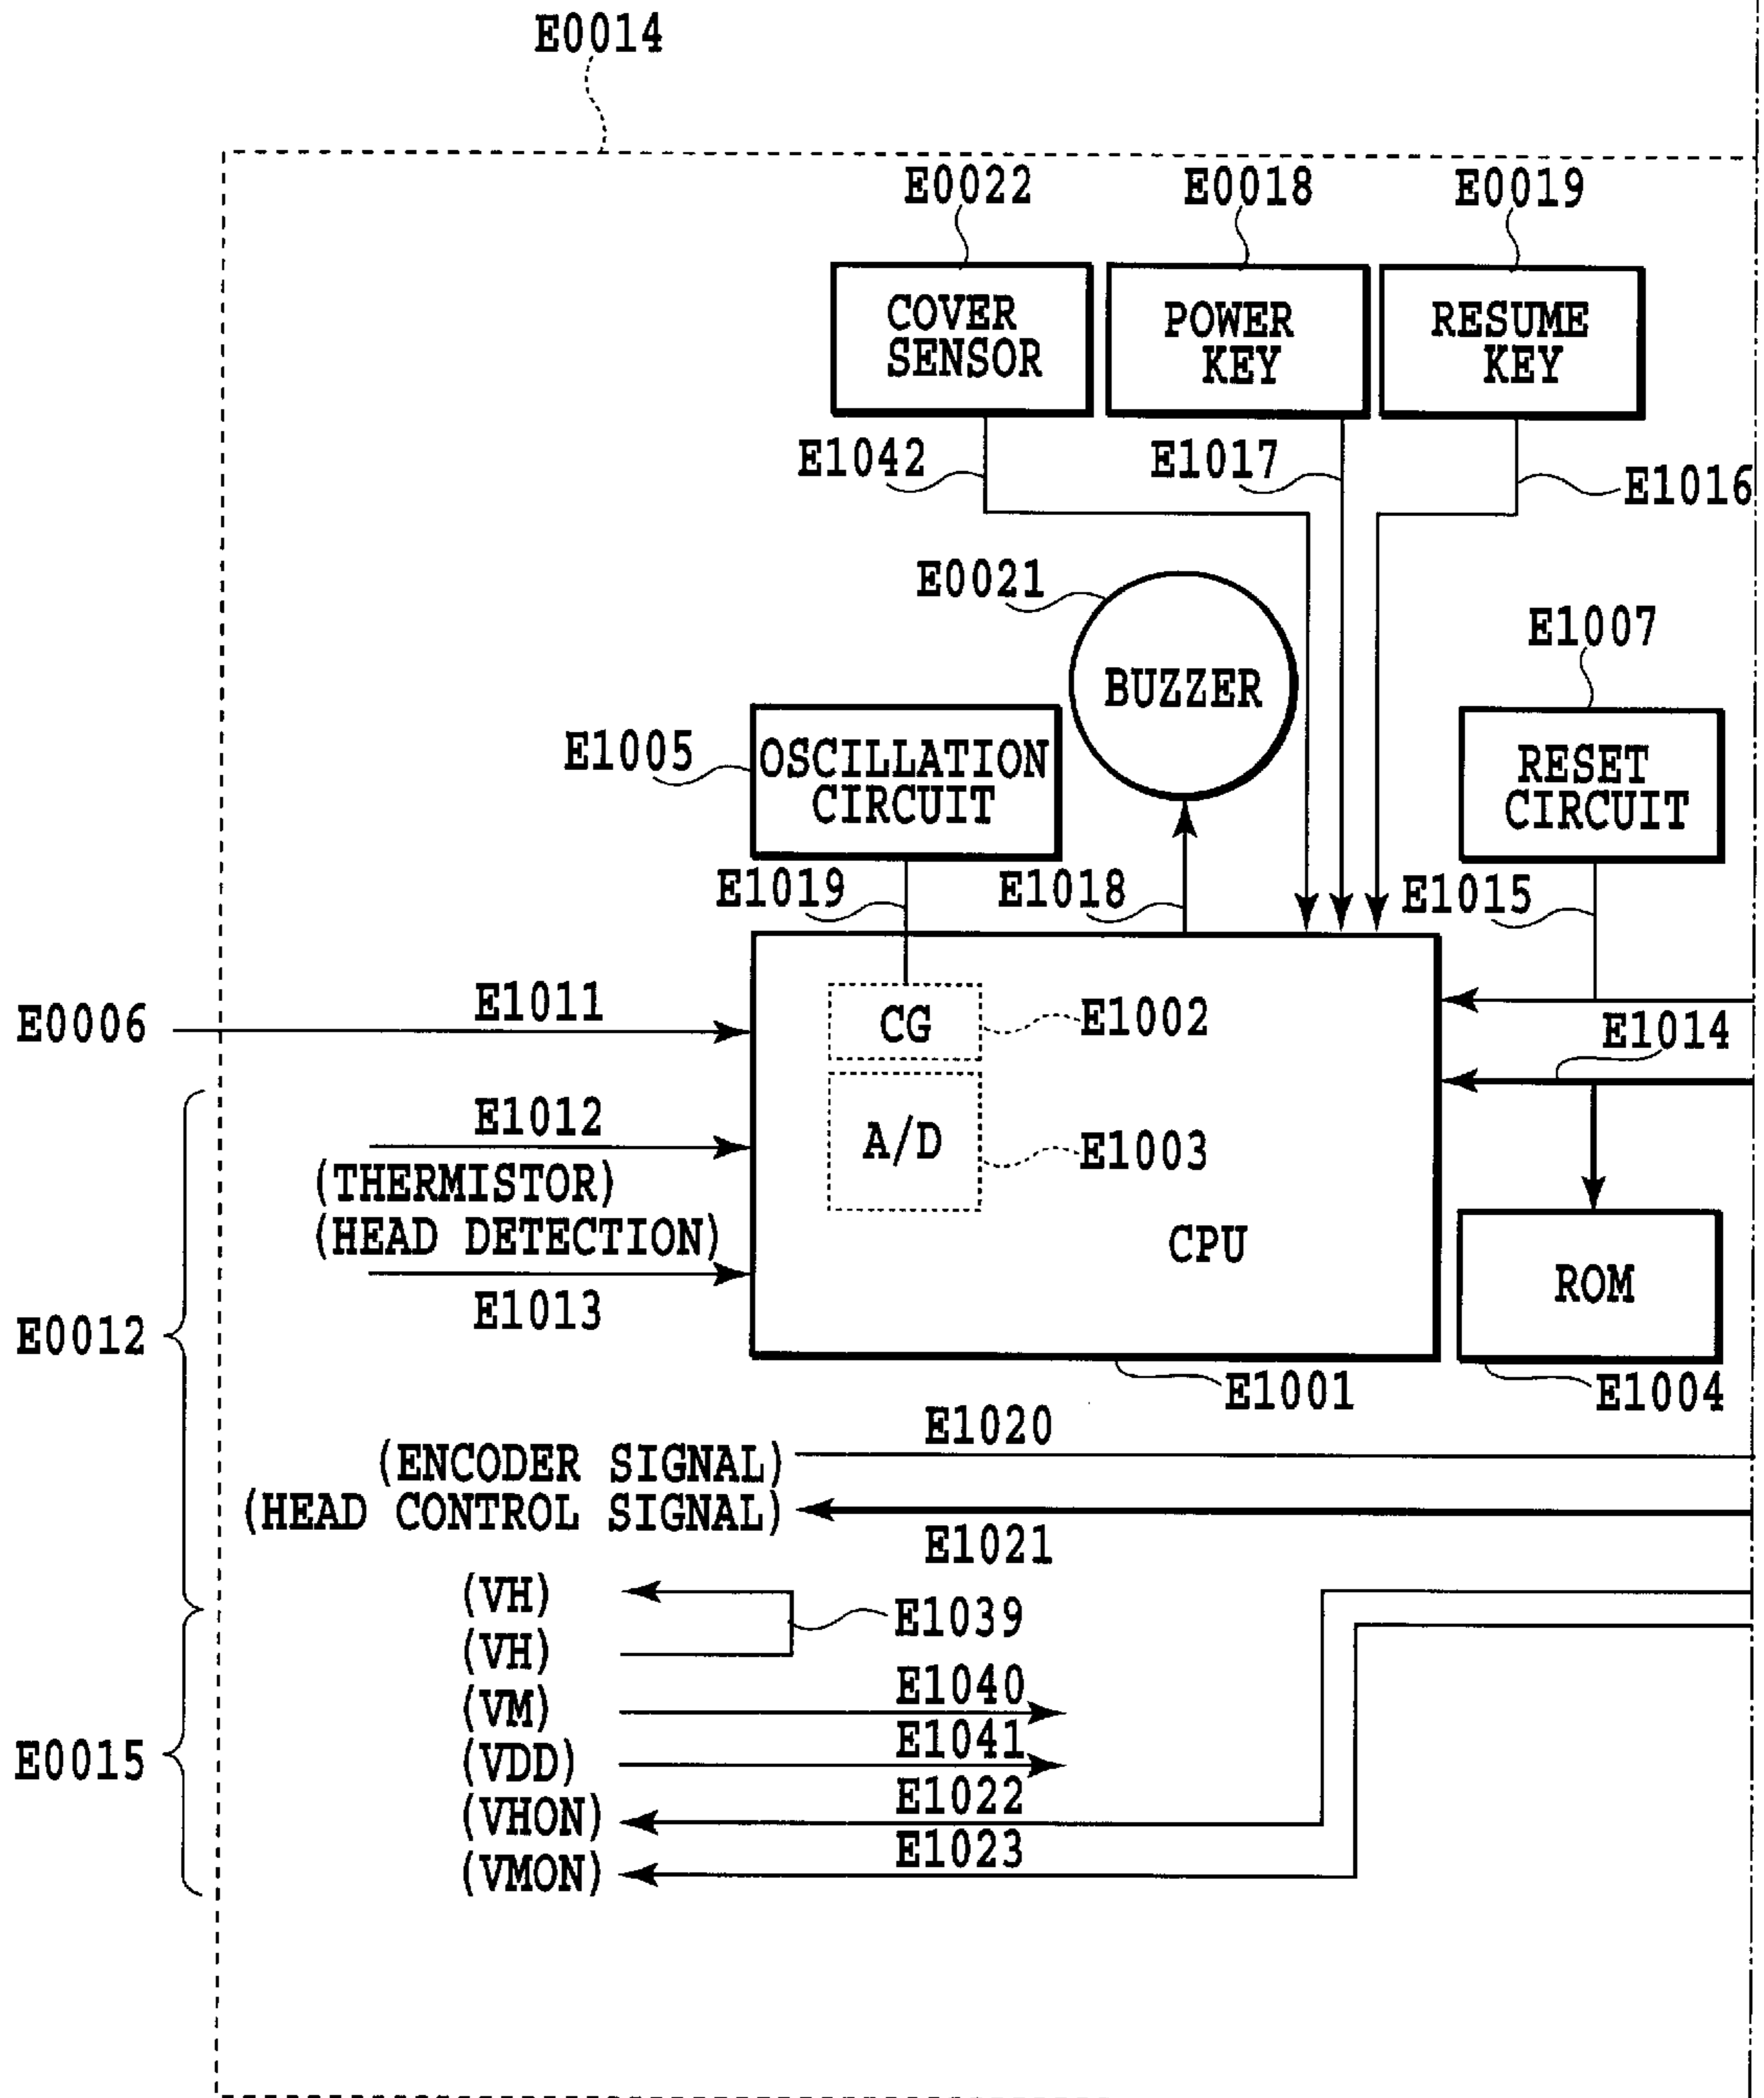 E0014
E0022
E0018
E0019
COVER
SENSOR
POWER
KEY
RESUME
KEY
E1042
E1017
E1016
E0021
E1007
BUZZER
E1005
OSCILLATION
CIRCUIT
RESET
CIRCUIT
E1019
E1018
E1015
E0006
E1011
CG
E1002
E1014
E1012
A/D
E1003
(THERMISTOR)
(HEAD DETECTION)
CPU
ROM
E1013
E0012
E1001
E1004
E1020
(ENCODER SIGNAL)
(HEAD CONTROL SIGNAL)
E1021
(VH)
E1039
(VH)
E1040
(VM)
E1041
E0015
(VDD)
E1022
(VHON)
E1023
(VMON)